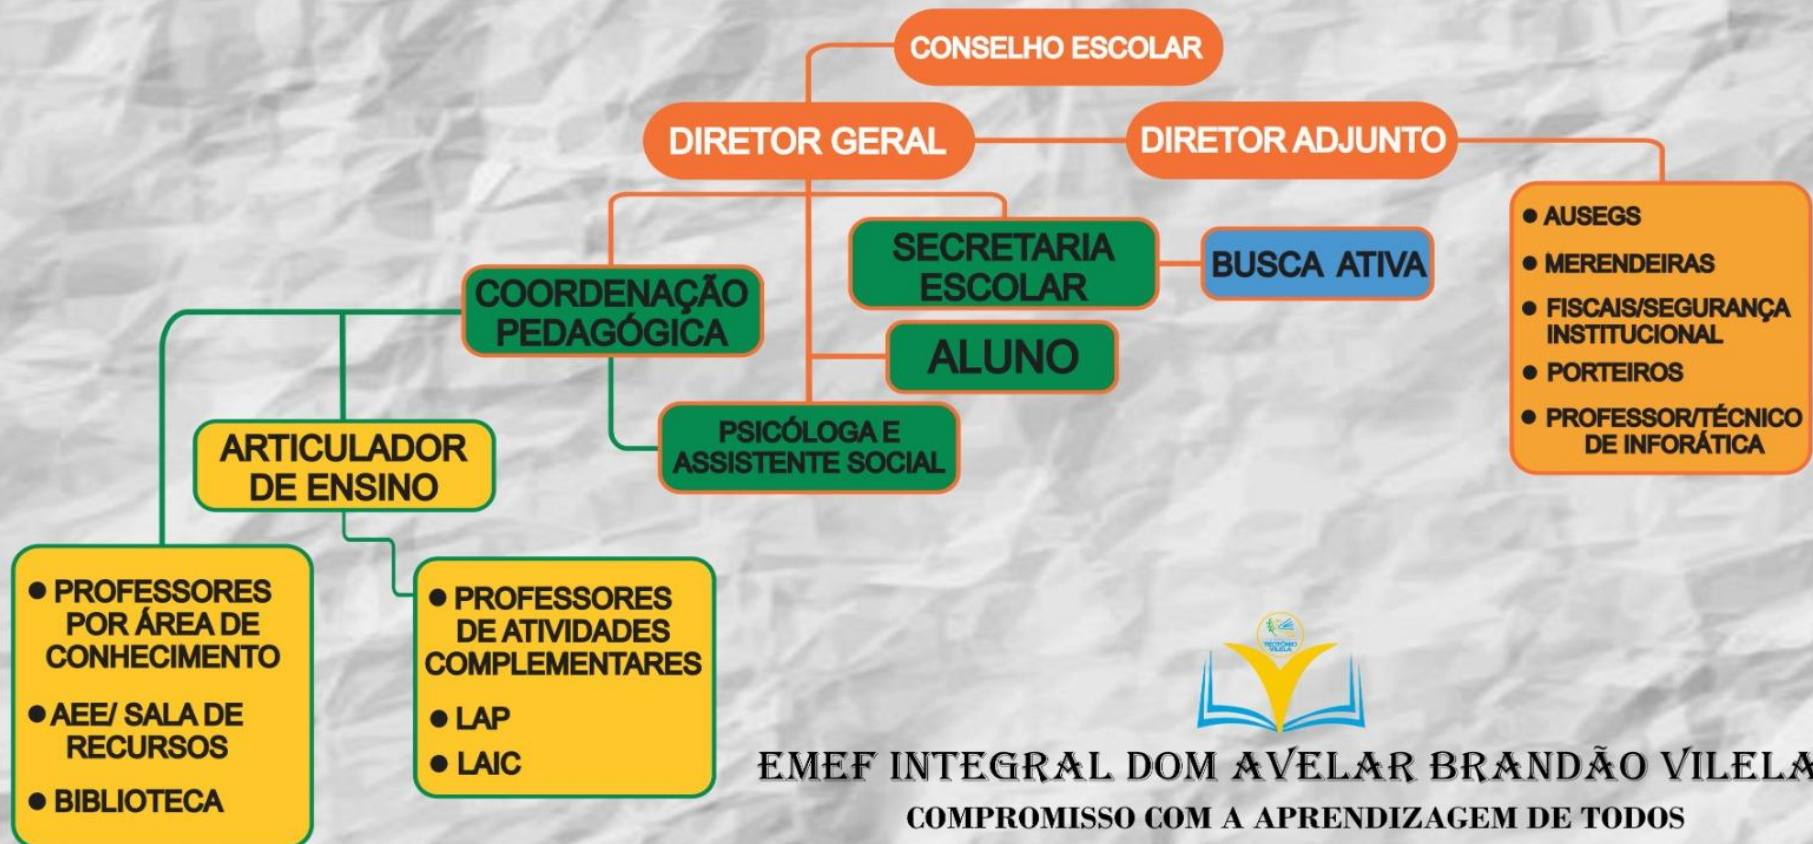 CONSELHO ESCOLAR
DIRETOR GERAL
DIRETOR ADJUNTO
● AUSEGS
● MERENDEIRAS
● FISCAIS/SEGURANÇA
INSTITUCIONAL
● PORTEIROS
● PROFESSOR/TÉCNICO
DE INFORÁTICA
SECRETARIA
ESCOLAR
BUSCA ATIVA
COORDENAÇÃO
PEDAGÓGICA
ALUNO
PSICÓLOGA E
ASSISTENTE SOCIAL
ARTICULADOR
DE ENSINO
● PROFESSORES
POR ÁREA DE
CONHECIMENTO
● AEE/ SALA DE
RECURSOS
● BIBLIOTECA
● PROFESSORES
DE ATIVIDADES
COMPLEMENTARES
● LAP
● LAIC
TEOTÔNIO
VILELA
EMEF INTEGRAL DOM AVELAR BRANDÃO VILELA
COMPROMISSO COM A APRENDIZAGEM DE TODOS